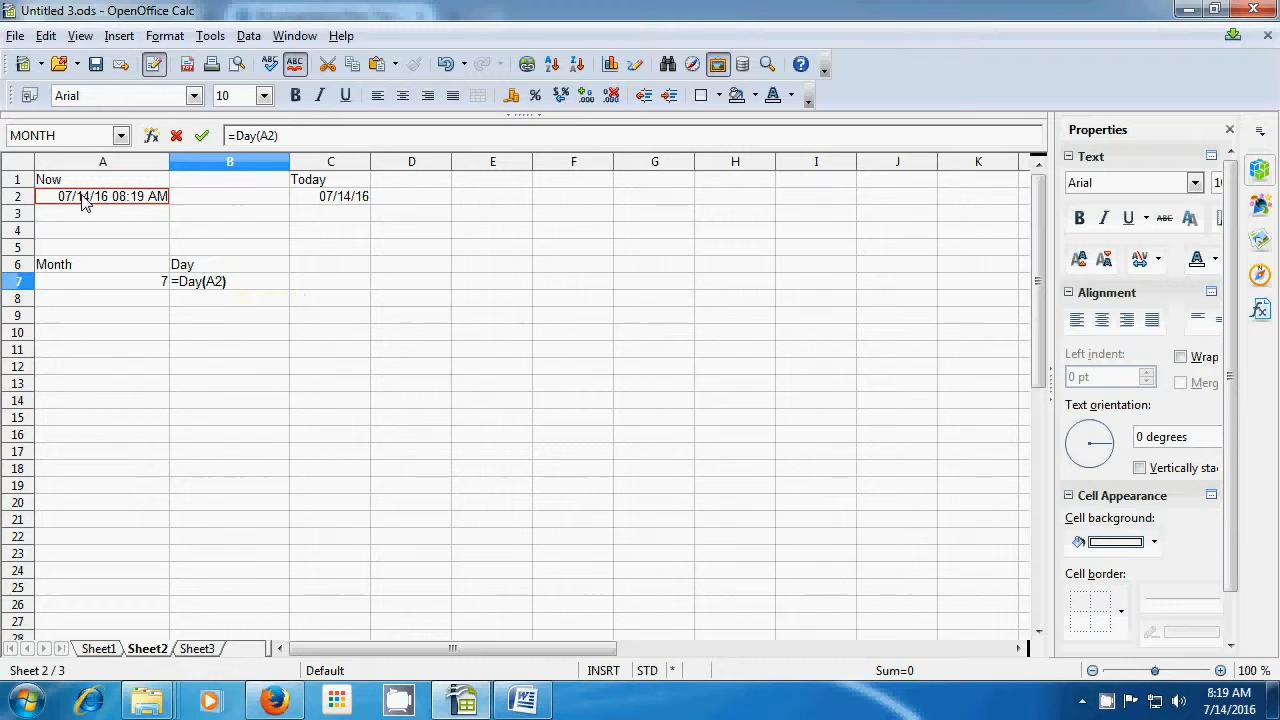 Untitled 3.ods - OpenOffice Calc
File Edit View Insert Format Tools Data Window Help
Arial 10
MONTH =Day(A2)
A B C D E F G H I J K
1 Now Today
2 07/14/16 08:19 AM 07/14/16
3
4
5
6 Month Day
7 7 =Day(A2)
8
9
10
11
12
13
14
15
16
17
18
19
20
21
22
23
24
25
26
27
28
Properties
Text
Arial
Alignment
Left indent: Wrap
0 pt Merg
Text orientation:
0 degrees
Vertically sta
Cell Appearance
Cell background:
Cell border:
Sheet1 Sheet2 Sheet3
Sheet 2 / 3 Default INSRT STD * Sum=0 100 %
8:19 AM
7/14/2016